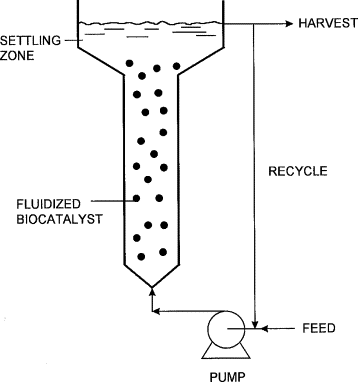 HARVEST
SETTLING
ZONE
RECYCLE
FLUIDIZED
BIOCATALYST
FEED
PUMP